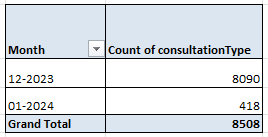 Month Count of consultationType
12-2023 8090
01-2024 418
Grand Total 8508